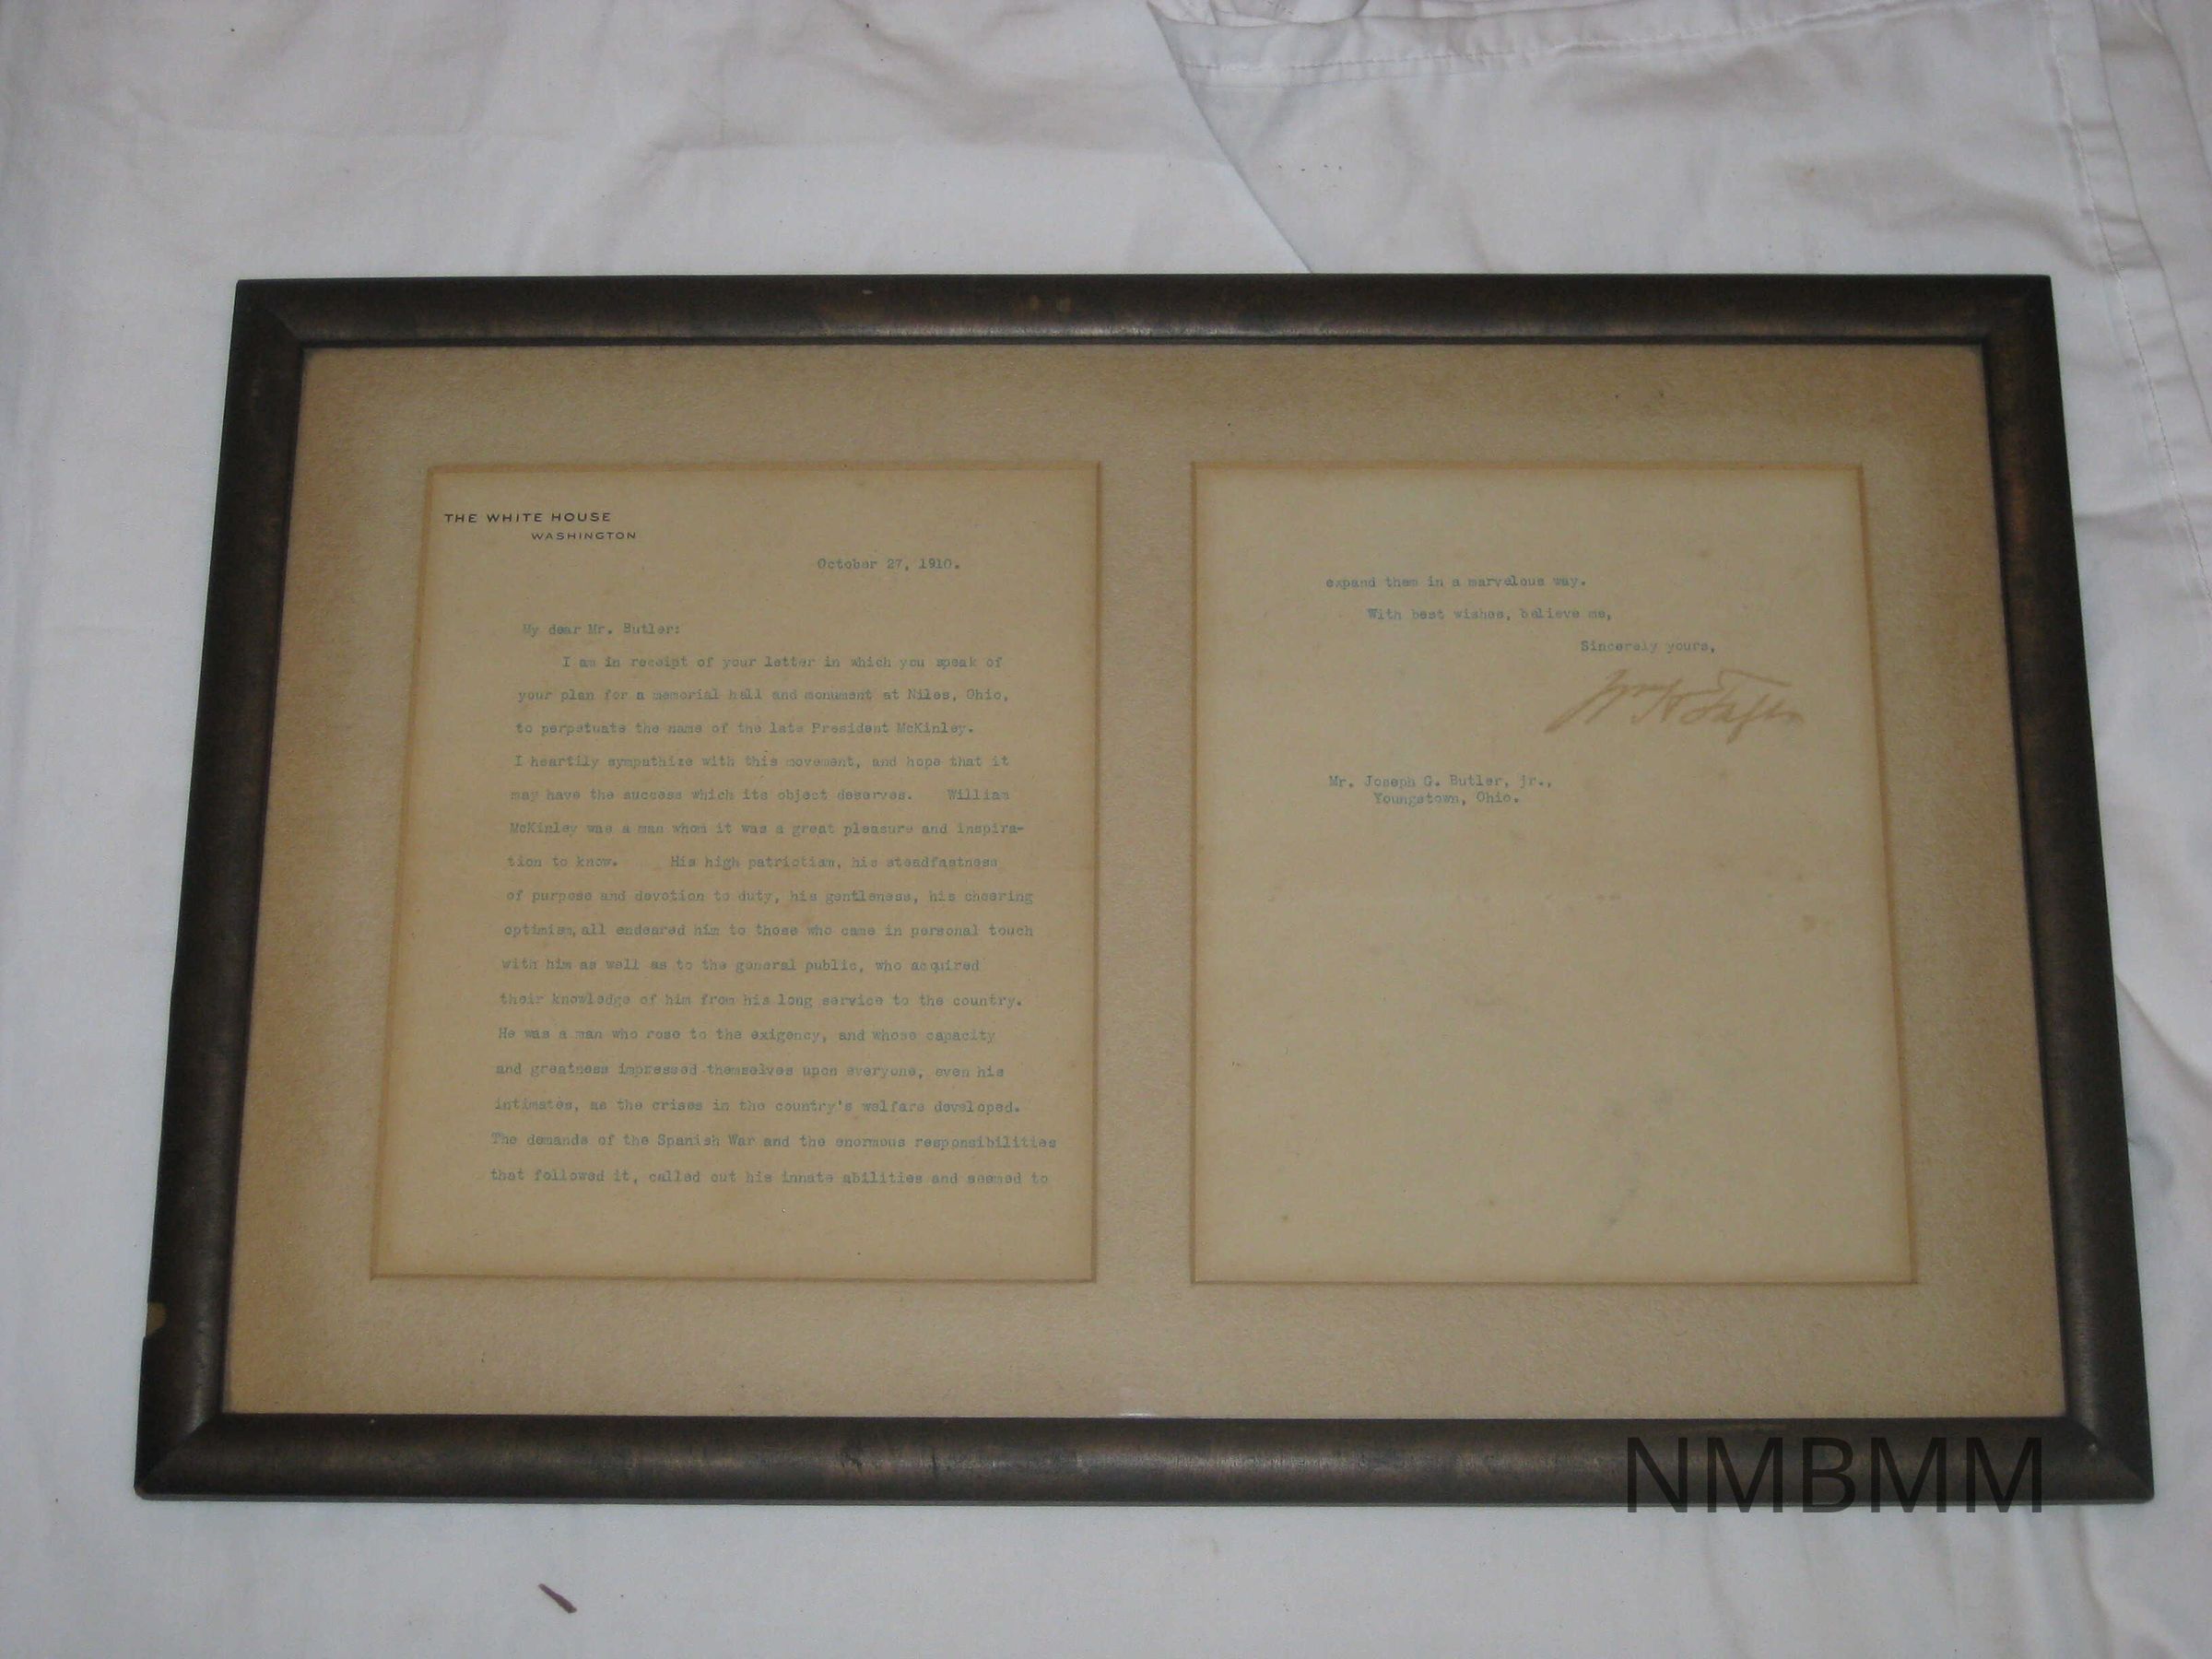 THE WHITE HOUSE
WASHINGTON
October 27, 1910.
My dear Mr. Butler:
I am in receipt of your letter in which you speak of
your plan for a memorial hall and monument at Niles, Ohio,
to perpetuate the name of the late President McKinley.
I heartily sympathize with this movement, and hope that it
may have the success which its object deserves. William
McKinley was a man whom it was a great pleasure and inspira-
tion to know. His high patriotism, his steadfastness
of purpose and devotion to duty, his gentleness, his cheering
optimism, all endeared him to those who came in personal touch
with him as well as to the general public, who acquired
their knowledge of him from his long service to the country.
He was a man who rose to the exigency, and whose capacity
and greatness impressed themselves upon everyone, even his
intimates, as the crises in the country's welfare developed.
The demands of the Spanish War and the enormous responsibilities
that followed it, called out his innate abilities and seemed to
expand them in a marvelous way.
With best wishes, believe me,
Sincerely yours,
Wm H Taft
Mr. Joseph G. Butler, jr.,
Youngstown, Ohio.
NMBMM